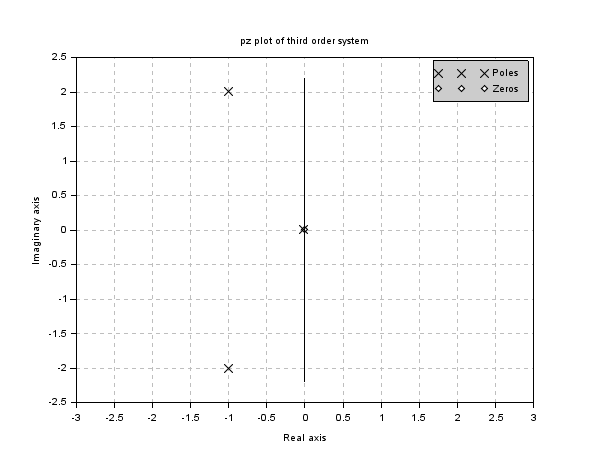 pz plot of third order system
2.5
Poles
Zeros
2
1.5
1
0.5
0
-0.5
-1
-1.5
-2
-2.5
Imaginary axis
-3 -2.5 -2 -1.5 -1 -0.5 0 0.5 1 1.5 2 2.5 3
Real axis